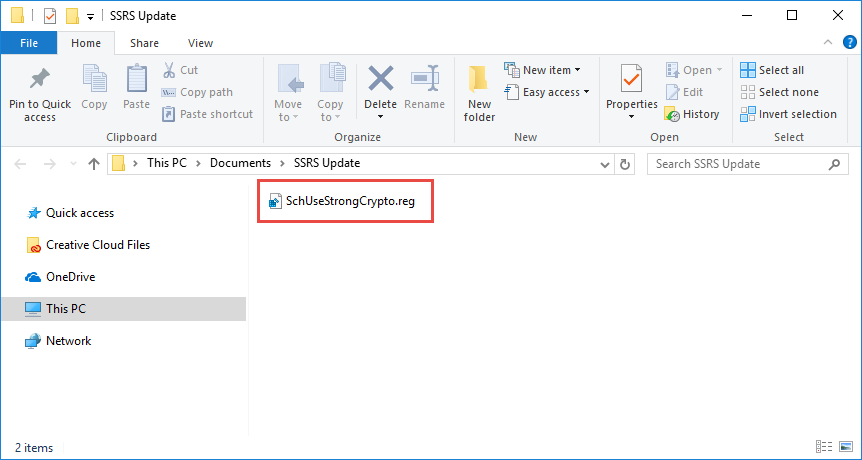 SSRS Update
File Home Share View
Pin to Quick access
Copy
Paste
Cut
Copy path
Paste shortcut
Clipboard
Move to
Copy to
Delete
Rename
Organize
New folder
New item
Easy access
New
Properties
Open
Edit
History
Open
Select all
Select none
Invert selection
Select
This PC > Documents > SSRS Update
Search SSRS Update
Quick access
Creative Cloud Files
OneDrive
This PC
Network
SchUseStrongCrypto.reg
2 items